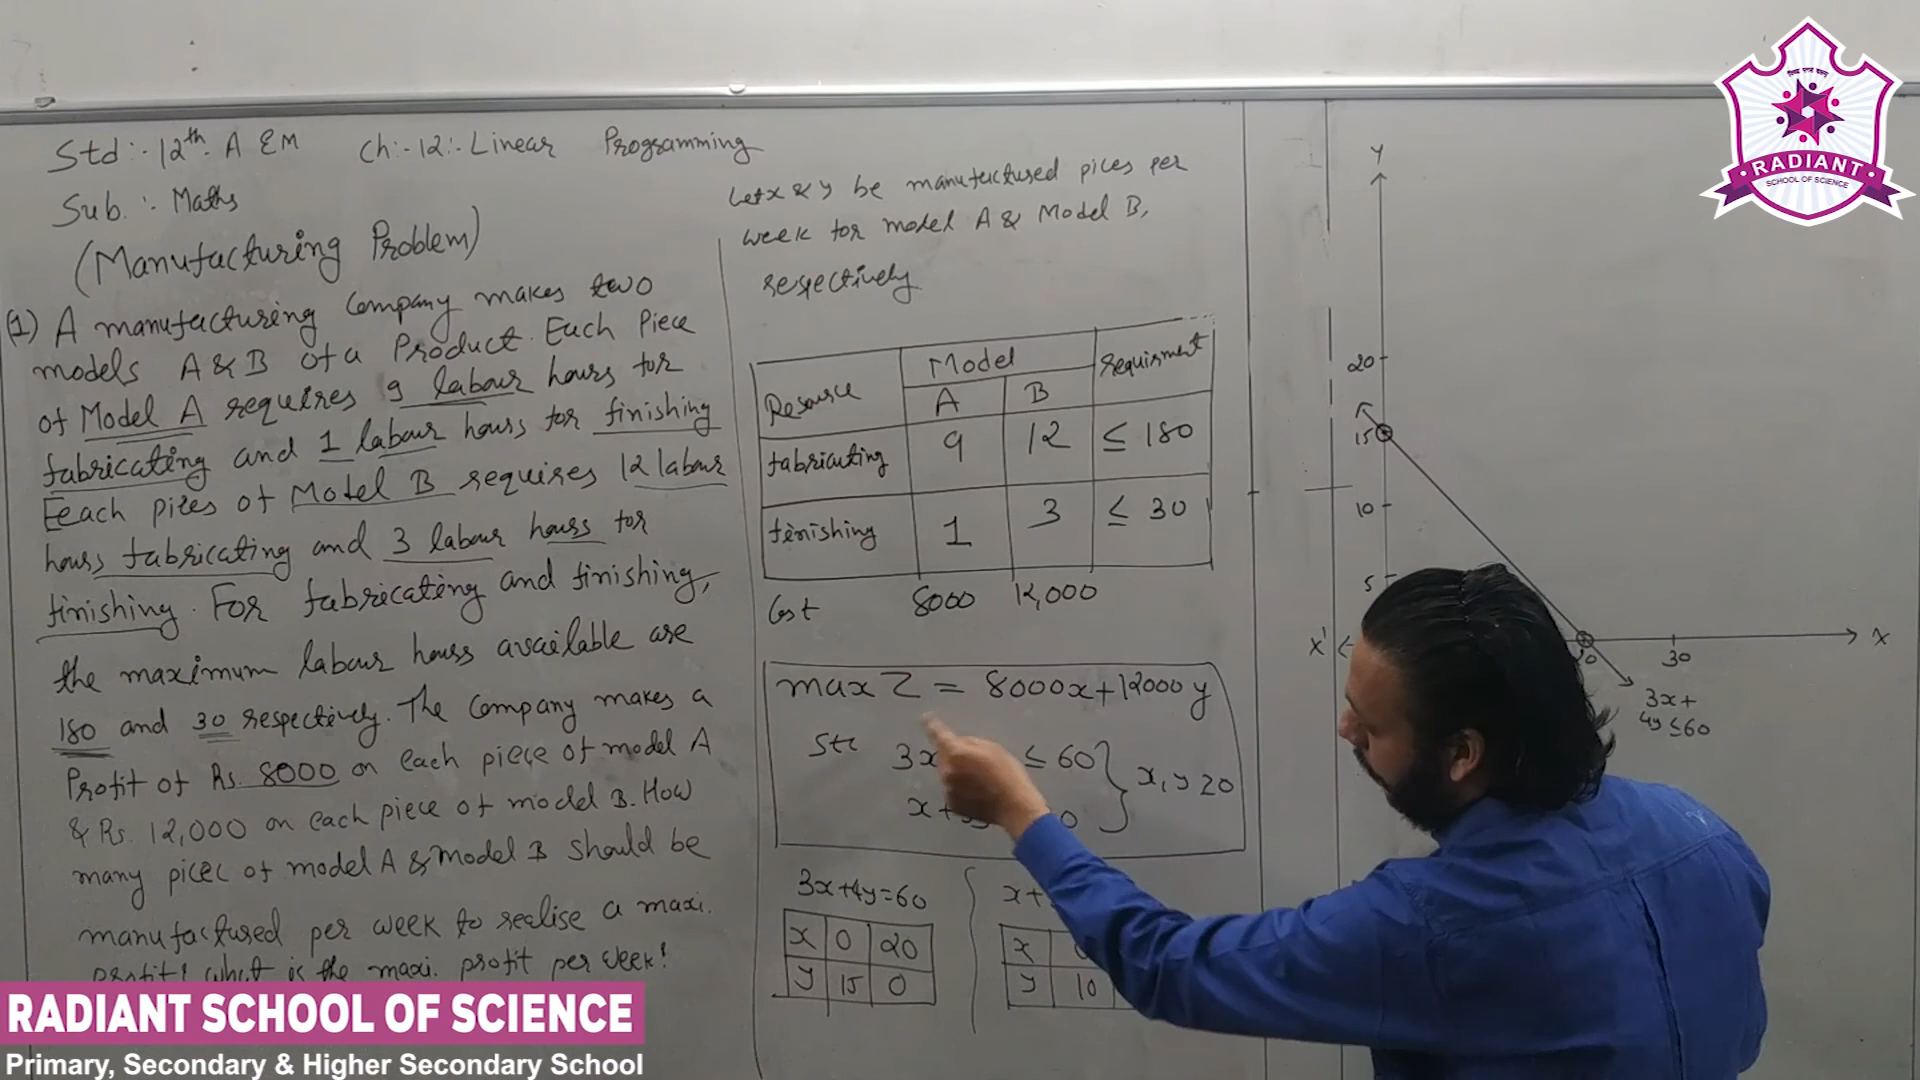 Std :- 12th A EM Ch:- 12:- Linear Programming
Sub. :- Maths
(Manufacturing Problem)
(1) A manufacturing Company makes two
models A & B of a Product. Each Piece
of Model A requires 9 labour hours for
fabricating and 1 labour hours for finishing
Eeach pices of Motel B requires 12 labour
hours fabricating and 3 labour hours for
finishing. For fabricating and finishing,
the maximum labour hours available are
180 and 30 respectively. The Company makes a
Profit of Rs. 8000 on each piece of model A
& Rs. 12,000 on each piece of model B. How
many picec of model A & model B should be
manufactured per week to realise a maxi.
profit? what is the maxi. profit per week?
Let x & y be manufactured pices per
week for model A & Model B,
respectively
Resource Model requirment
A B
fabricating 9 12 ≤ 180
finishing 1 3 ≤ 30
Cost 8000 12,000
max Z = 8000x+12000y
Stc 3x ≤ 60
x+ 0
x, y ≥ 0
3x+4y=60
x 0 20
y 15 0
x+
x
y 10
Y
20
15
10
5
X' X
30
3x+
4y ≤60
RADIANT
SCHOOL OF SCIENCE
RADIANT SCHOOL OF SCIENCE
Primary, Secondary & Higher Secondary School